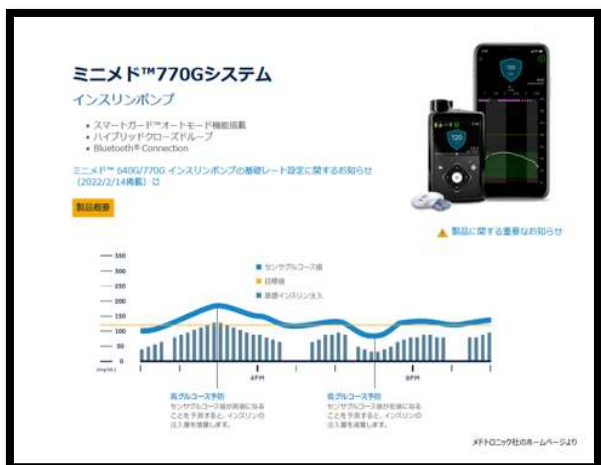 ミニメド™770Gシステム
インスリンポンプ
• スマートガード™オートモード機能搭載
• ハイブリッドクローズドループ
• Bluetooth® Connection
ミニメド™ 640G/770G インスリンポンプの基礎レート設定に関するお知らせ
（2022/2/14掲載）
製品概要
製品に関する重要なお知らせ
120
120
350
300
250
200
150
100
50
0
(mg/dL)
センサグルコース値
目標値
基礎インスリン注入
4PM
8PM
高グルコース予防
センサグルコース値が高値になる
ことを予測すると、インスリンの
注入量を増量します。
低グルコース予防
センサグルコース値が低値になる
ことを予測すると、インスリンの
注入量を減量します。
メドトロニック社のホームページより